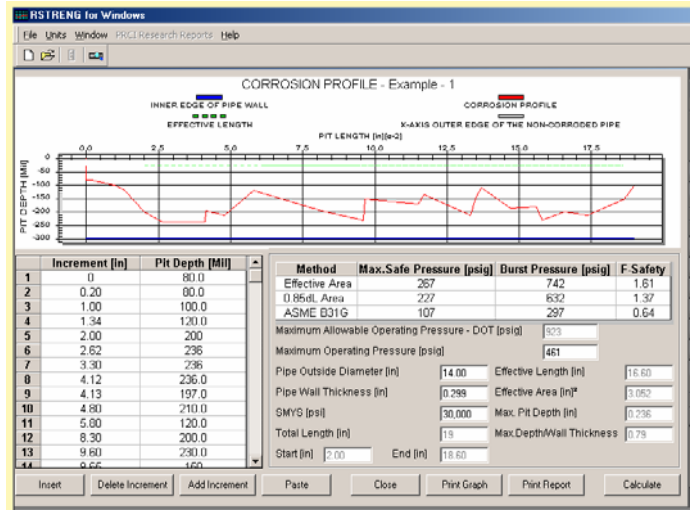 RSTRENG for Windows
File Units Window PRCI Research Reports Help
CORROSION PROFILE - Example - 1
INNER EDGE OF PIPE WALL CORROSION PROFILE
EFFECTIVE LENGTH X-AXIS OUTER EDGE OF THE NON-CORRODED PIPE
PIT LENGTH [in](e-2)
0,0 2,5 5,0 7,5 10,0 12,5 15,0 17,5
PIT DEPTH [Mil]
0
-50
-100
-150
-200
-250
-300
Increment [in] Pit Depth [Mil]
1 0 80.0
2 0.20 80.0
3 1.00 100.0
4 1.34 120.0
5 2.00 200
6 2.62 236
7 3.30 236
8 4.12 236.0
9 4.13 197.0
10 4.80 210.0
11 5.80 120.0
12 8.30 200.0
13 9.60 230.0
14 9.66 160
Method Max.Safe Pressure [psig] Burst Pressure [psig] F-Safety
Effective Area 267 742 1.61
0.85dL Area 227 632 1.37
ASME B31G 107 297 0.64
Maximum Allowable Operating Pressure - DOT [psig] 923
Maximum Operating Pressure [psig] 461
Pipe Outside Diameter [in] 14.00 Effective Length [in] 16.60
Pipe Wall Thickness [in] 0.299 Effective Area [in]² 3.052
SMYS [psi] 30,000 Max. Pit Depth [in] 0.236
Total Length [in] 19 Max.Depth/Wall Thickness 0.79
Start [in] 2.00 End [in] 18.60
Insert Delete Increment Add Increment Paste Close Print Graph Print Report Calculate